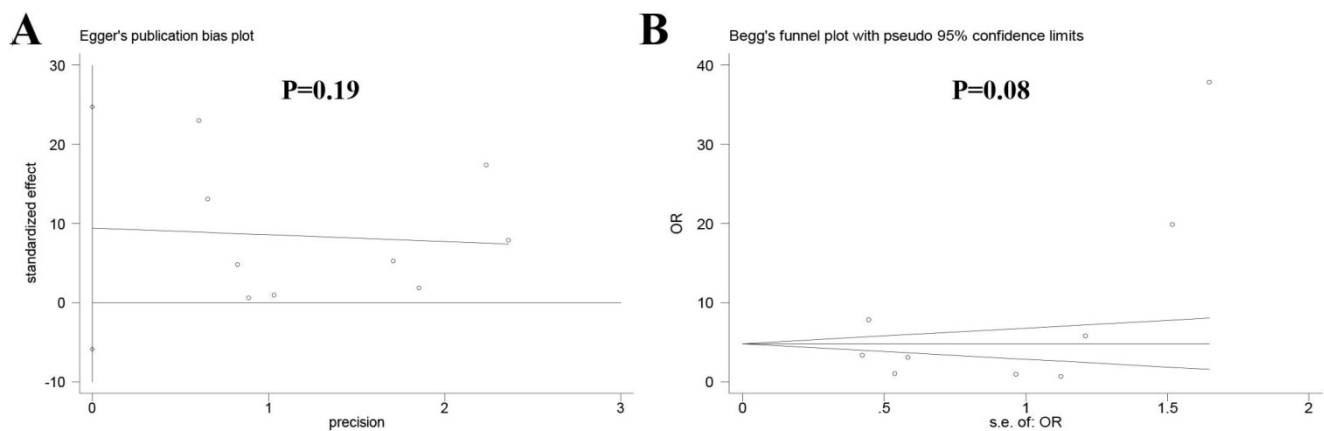 A
Egger's publication bias plot
P=0.19
30
20
10
0
-10
standardized effect
0
1
2
3
precision
B
Begg's funnel plot with pseudo 95% confidence limits
P=0.08
40
30
20
10
0
OR
0
.5
1
1.5
2
s.e. of: OR